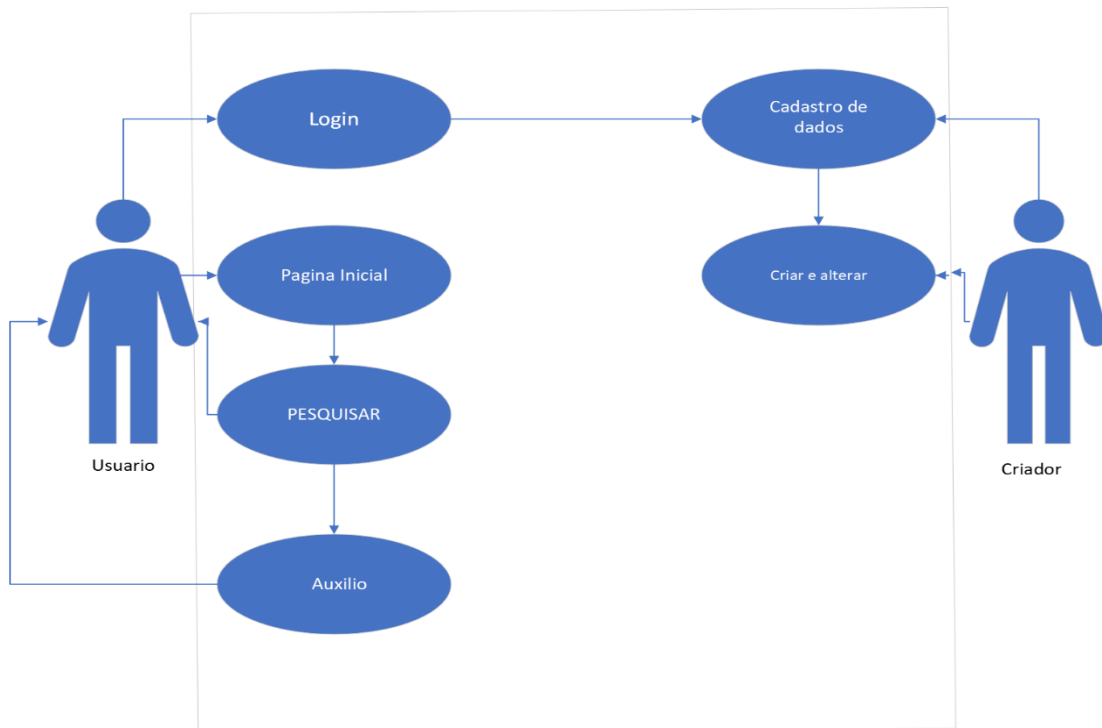 Login
Cadastro de
dados
Pagina Inicial
Criar e alterar
PESQUISAR
Usuario
Criador
Auxilio